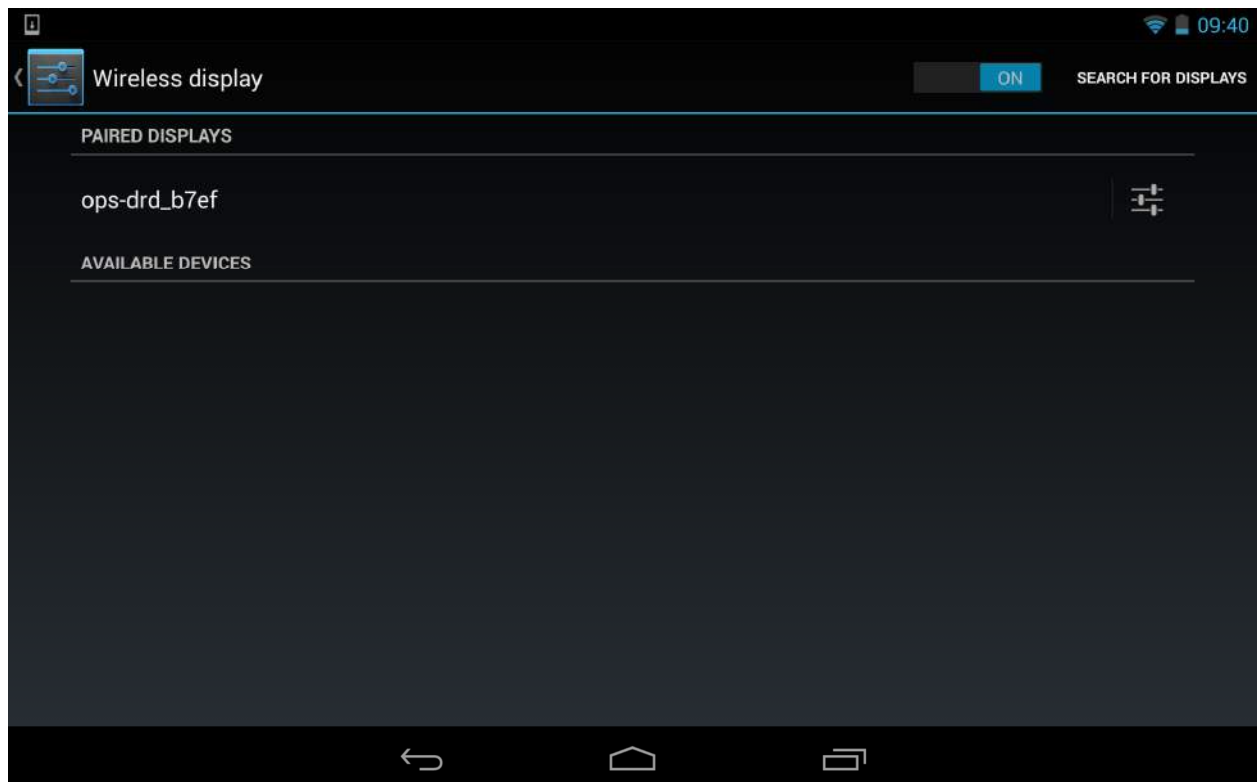 09:40
Wireless display
ON
SEARCH FOR DISPLAYS
PAIRED DISPLAYS
ops-drd_b7ef
AVAILABLE DEVICES